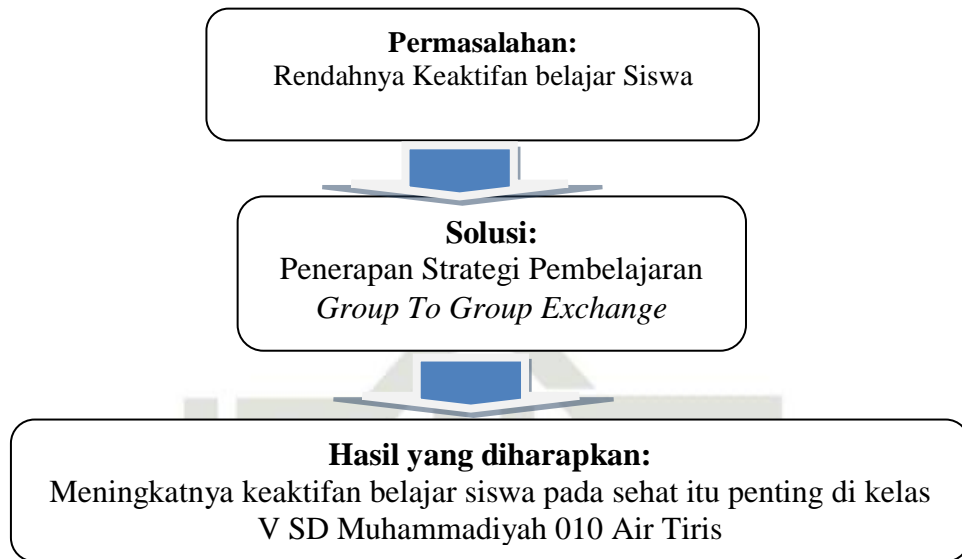 Permasalahan:
Rendahnya Keaktifan belajar Siswa
Solusi:
Penerapan Strategi Pembelajaran
Group To Group Exchange
Hasil yang diharapkan:
Meningkatnya keaktifan belajar siswa pada sehat itu penting di kelas
V SD Muhammadiyah 010 Air Tiris